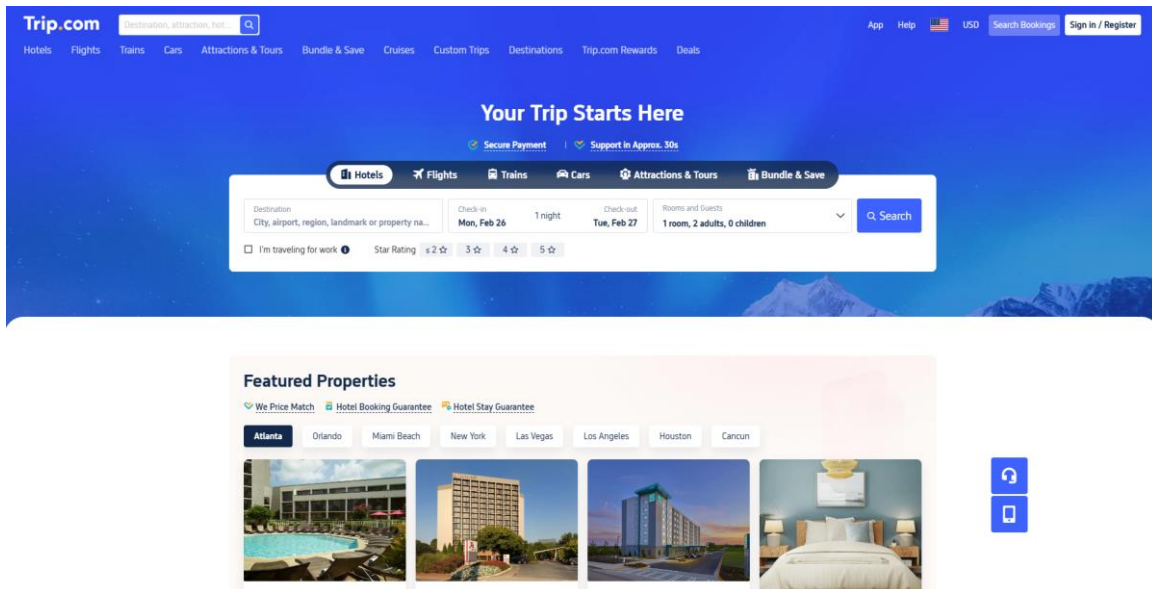 Trip.com Destination, attraction, hot... App Help USD Search Bookings Sign in / Register
Hotels Flights Trains Cars Attractions & Tours Bundle & Save Cruises Custom Trips Destinations Trip.com Rewards Deals
Your Trip Starts Here
Secure Payment | Support in Approx. 30s
Hotels Flights Trains Cars Attractions & Tours Bundle & Save
Destination Check-in Check-out Rooms and Guests
City, airport, region, landmark or property na... Mon, Feb 26 1 night Tue, Feb 27 1 room, 2 adults, 0 children Search
I'm traveling for work Star Rating ≤ 2 3 4 5
Featured Properties
We Price Match Hotel Booking Guarantee Hotel Stay Guarantee
Atlanta Orlando Miami Beach New York Las Vegas Los Angeles Houston Cancun